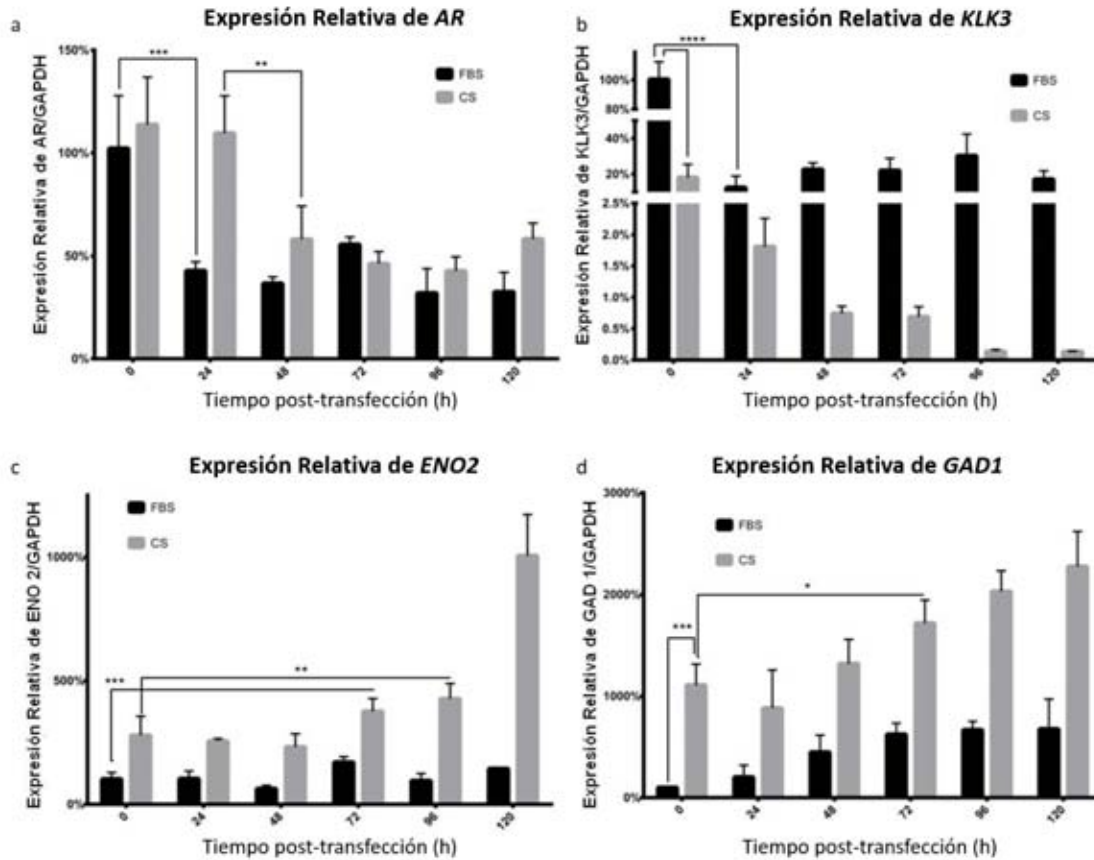 a
Expresión Relativa de AR
Expresión Relativa de AR/GAPDH
150%
100%
50%
0%
***
**
FBS
CS
0
24
48
72
96
120
Tiempo post-transfección (h)
b
Expresión Relativa de KLK3
Expresión Relativa de KLK3/GAPDH
100%
80%
40%
20%
2.5%
2.0%
1.5%
1.0%
0.5%
0.0%
****
FBS
CS
0
24
48
72
96
120
Tiempo post-transfección (h)
c
Expresión Relativa de ENO2
Expresión Relativa de ENO 2/GAPDH
1000%
500%
0%
FBS
CS
***
**
0
24
48
72
96
120
Tiempo post-transfección (h)
d
Expresión Relativa de GAD1
Expresión Relativa de GAD 1/GAPDH
3000%
2000%
1000%
0%
FBS
CS
***
*
0
24
48
72
96
120
Tiempo post-transfección (h)